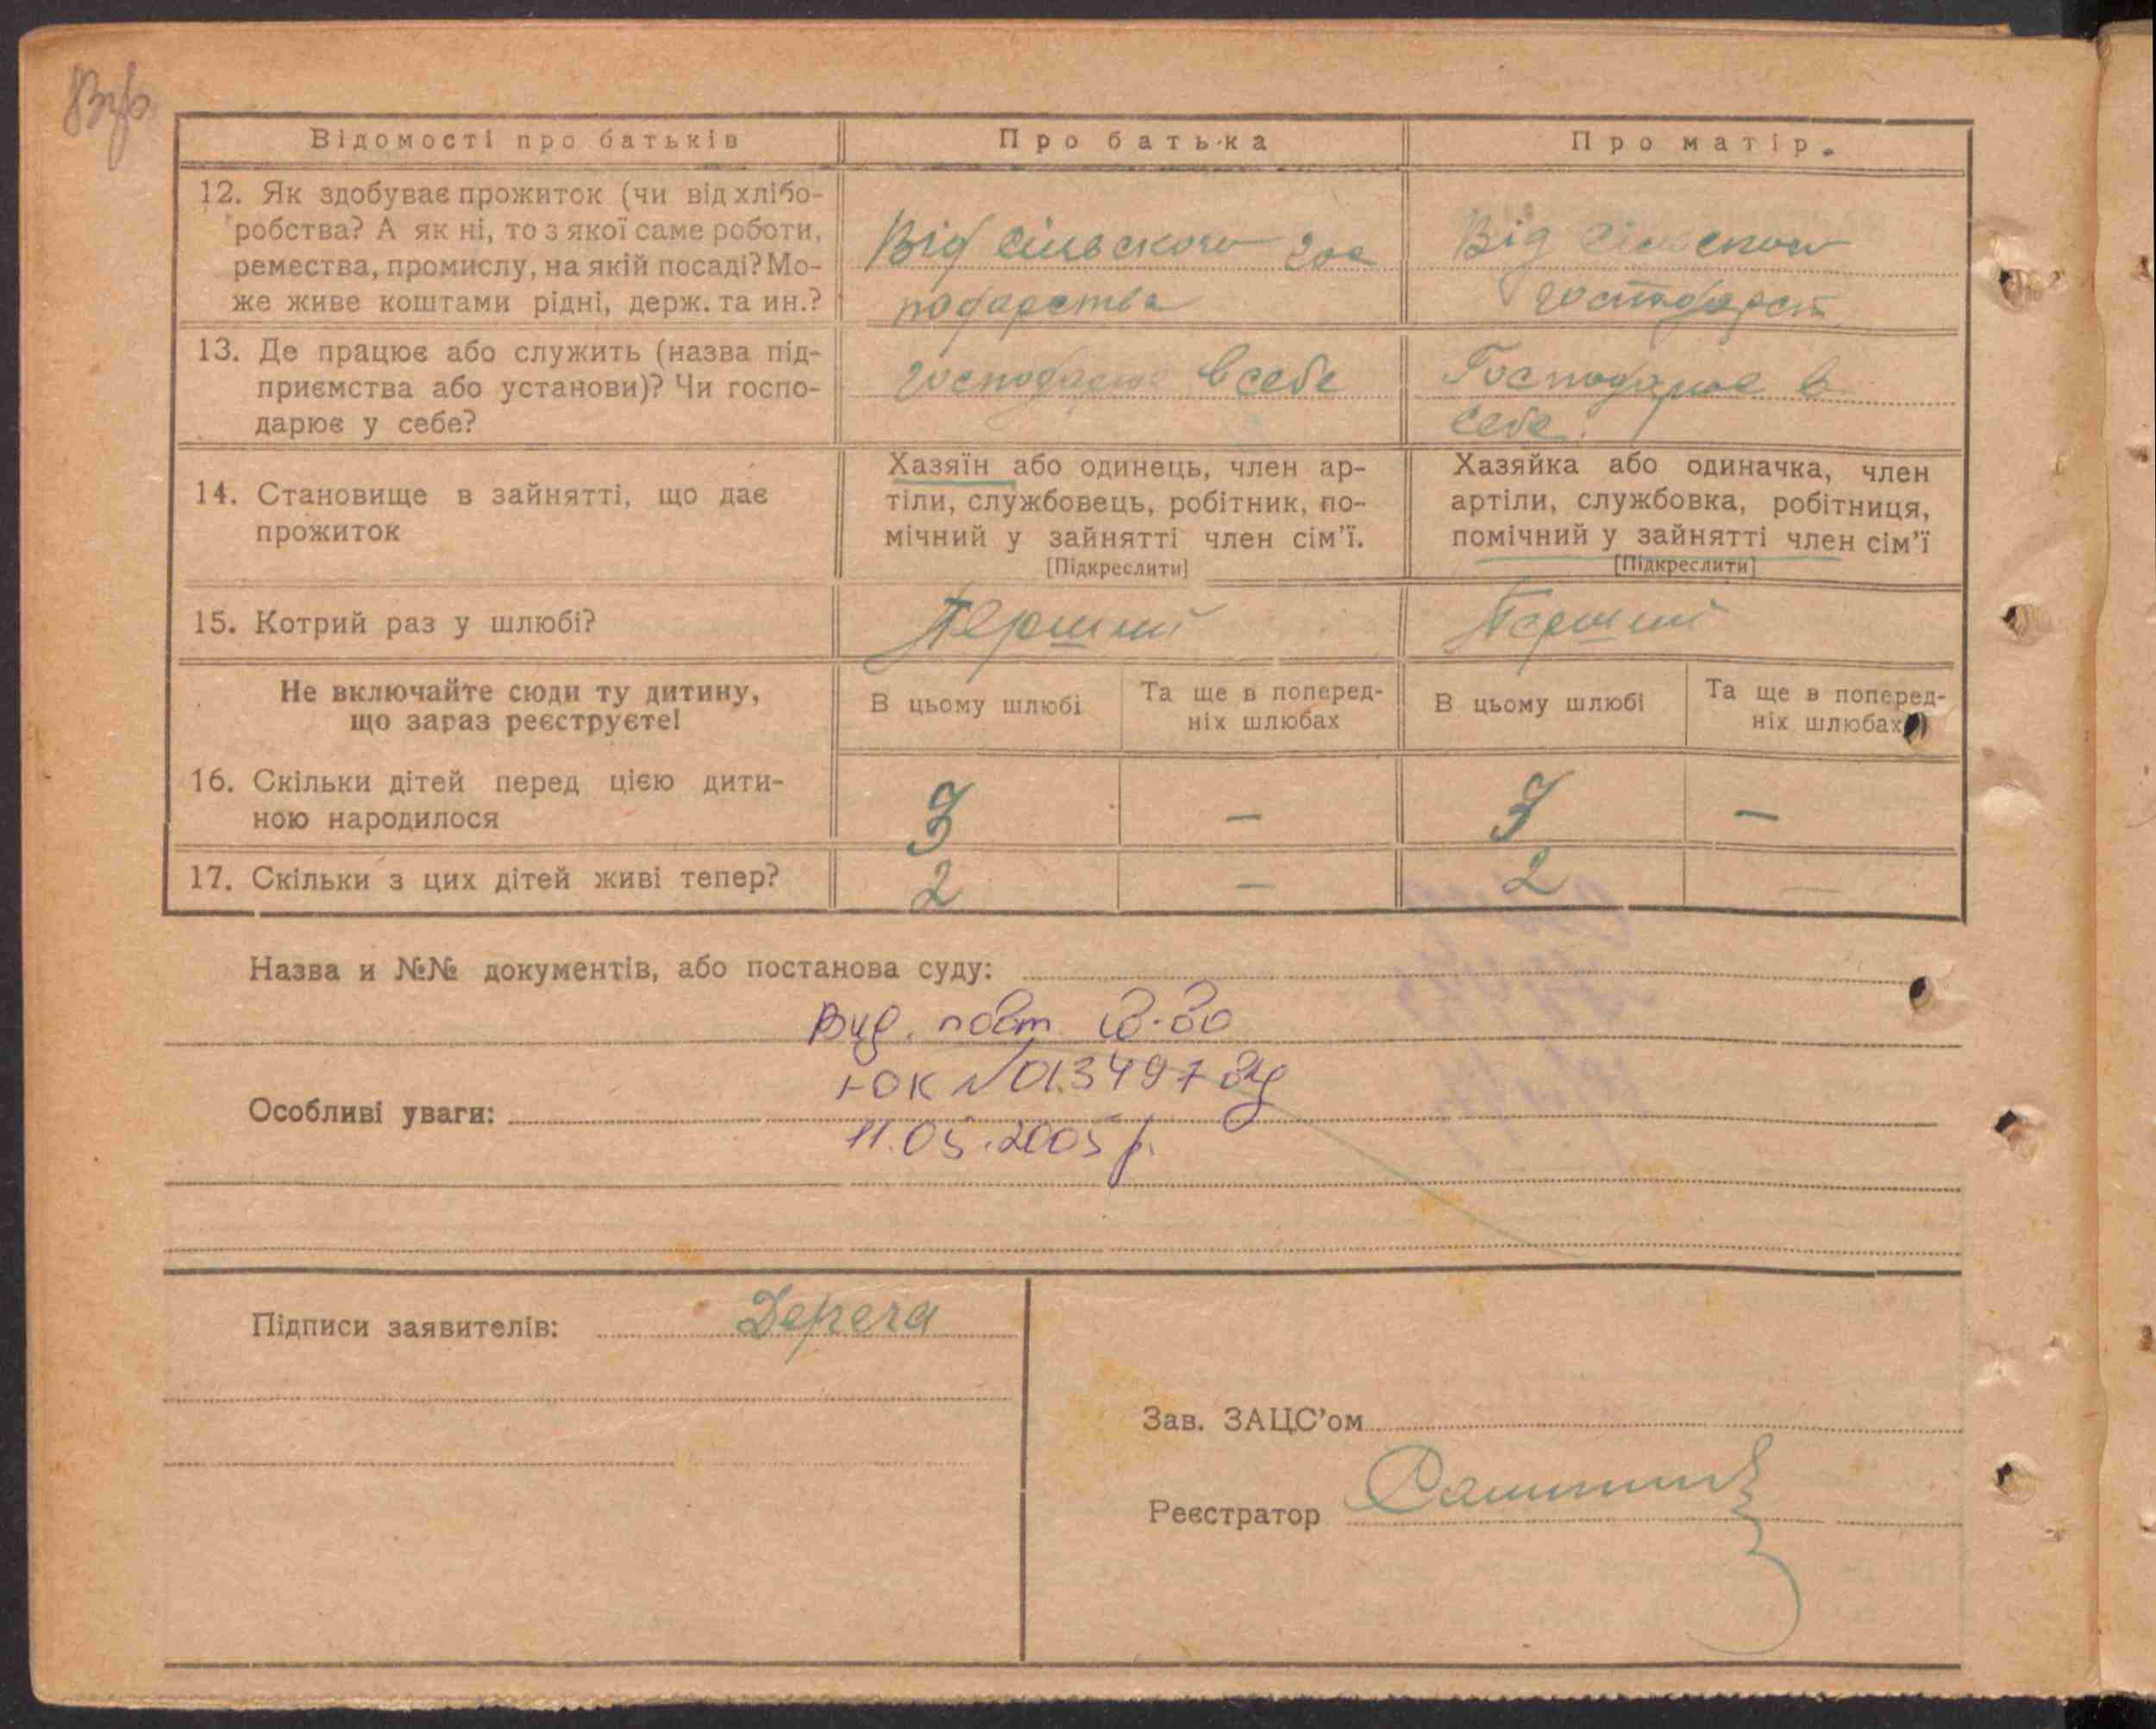 Відомості про батьків
Про батька
Про матір.
12. Як здобуває прожиток (чи від хлібо-
робства? А як ні, то з якої саме роботи,
ремества, промислу, на якій посаді? Мо-
же живе коштами рідні, держ. та ин.?
Від сільского гос
подарства
Від сільского
господарст
13. Де працює або служить (назва під-
приємства або установи)? Чи госпо-
дарює у себе?
господарює в себе
Господарює в
себе.
14. Становище в зайнятті, що дає
прожиток
Хазяїн або одинець, член ар-
тіли, службовець, робітник, по-
мічний у зайнятті член сім'ї.
[Підкреслити]
Хазяйка або одиначка, член
артіли, службовка, робітниця,
помічний у зайнятті член сім'ї
[Підкреслити]
15. Котрий раз у шлюбі?
Перший
Перший
Не включайте сюди ту дитину,
що зараз реєструєте!
В цьому шлюбі
Та ще в поперед-
ніх шлюбах
В цьому шлюбі
Та ще в поперед-
ніх шлюбах
16. Скільки дітей перед цією дити-
ною народилося
3
—
3
—
17. Скільки з цих дітей живі тепер?
2
—
2
Назва и №№ документів, або постанова суду:
Вид. повт. св-во
І-ОК №013497
Особливі уваги:
11.05.2005 р.
Підписи заявителів:
Дереча
Зав. ЗАЦС'ом
Реєстратор